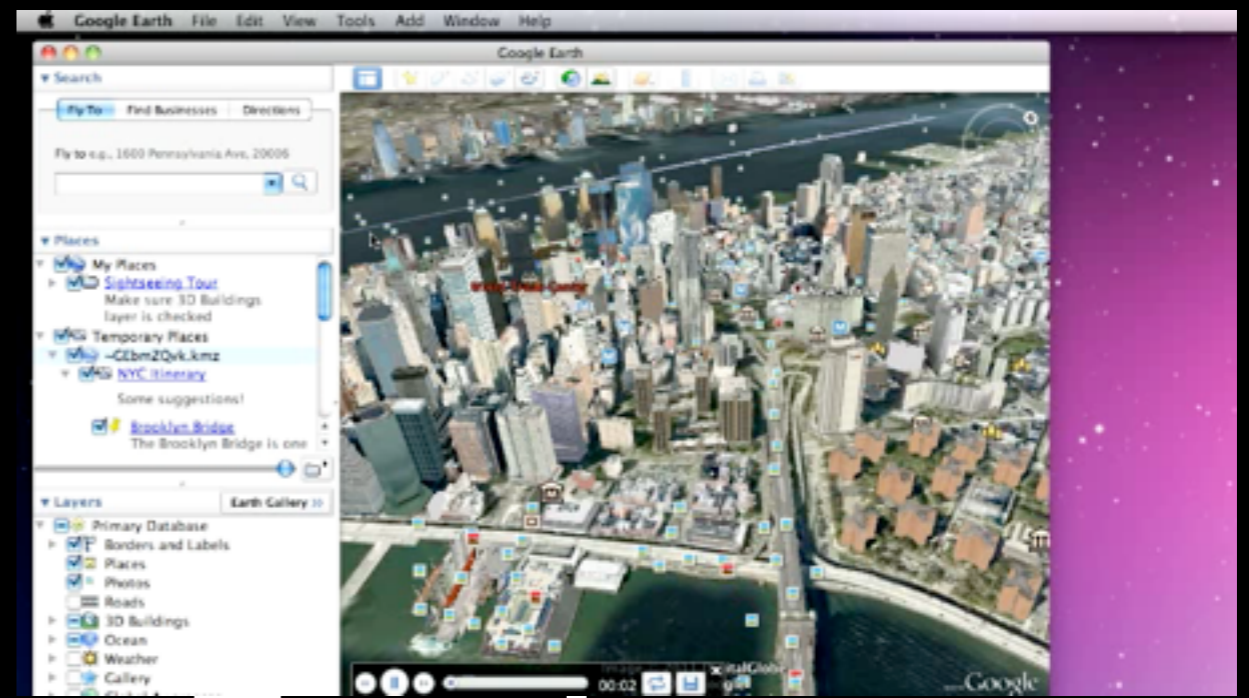 Google Earth File Edit View Tools Add Window Help
Google Earth
Search
Fly To Find Businesses Directions
Fly to e.g., 1600 Pennsylvania Ave, 20006
Places
My Places
Sightseeing Tour
Make sure 3D Buildings
layer is checked
Temporary Places
NYC Itinerary
Some suggestions!
Brooklyn Bridge
The Brooklyn Bridge is one
Layers Earth Gallery
Primary Database
Borders and Labels
Places
Photos
Roads
3D Buildings
Ocean
Weather
Gallery
World Trade Center
00:02
Google